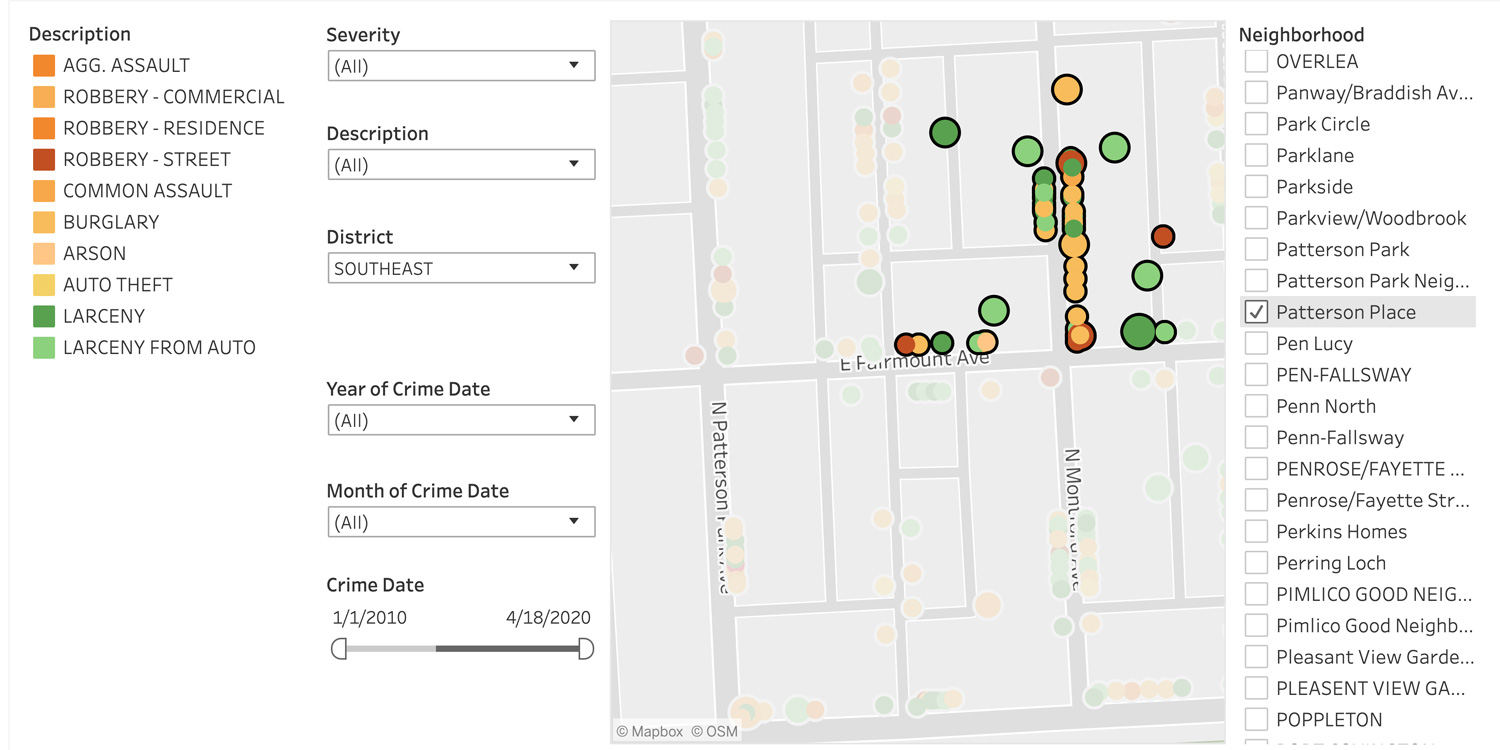 Description
AGG. ASSAULT
ROBBERY - COMMERCIAL
ROBBERY - RESIDENCE
ROBBERY - STREET
COMMON ASSAULT
BURGLARY
ARSON
AUTO THEFT
LARCENY
LARCENY FROM AUTO
Severity
(All)
Description
(All)
District
SOUTHEAST
Year of Crime Date
(All)
Month of Crime Date
(All)
Crime Date
1/1/2010
4/18/2020
E Fairmount Ave
N Patterson Park Ave
N Montford Ave
© Mapbox © OSM
Neighborhood
OVERLEA
Panway/Braddish Av...
Park Circle
Parklane
Parkside
Parkview/Woodbrook
Patterson Park
Patterson Park Neig...
Patterson Place
Pen Lucy
PEN-FALLSWAY
Penn North
Penn-Fallsway
PENROSE/FAYETTE ...
Penrose/Fayette Str...
Perkins Homes
Perring Loch
PIMLICO GOOD NEIG...
Pimlico Good Neighb...
Pleasant View Garde...
PLEASENT VIEW GA...
POPPLETON